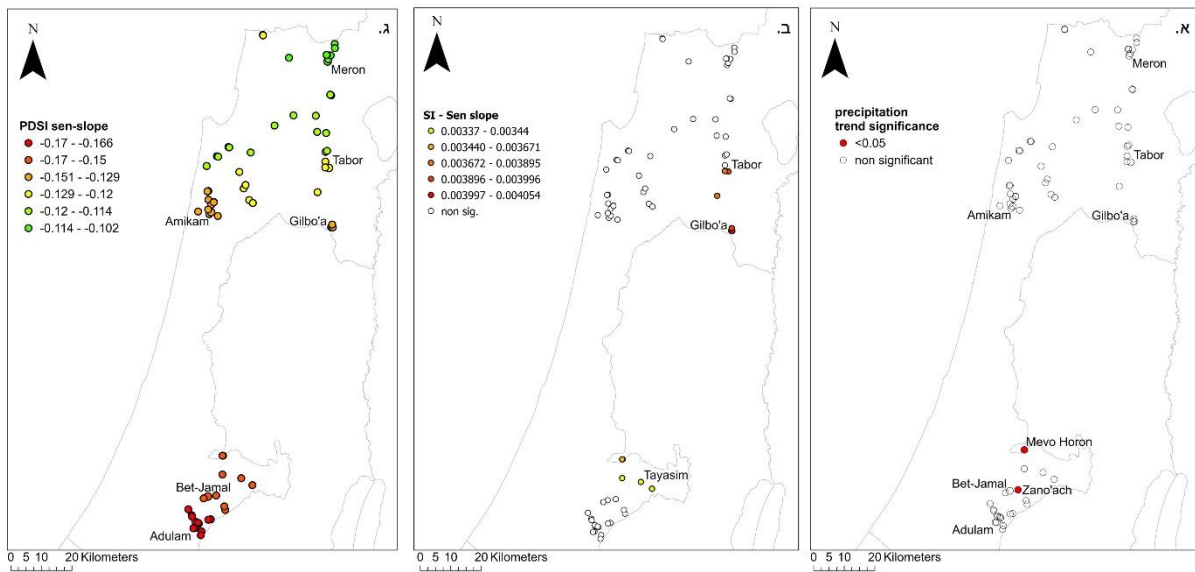 ג.
N
Meron
PDSI sen-slope
-0.17 - -0.166
-0.17 - -0.15
-0.151 - -0.129
-0.129 - -0.12
-0.12 - -0.114
-0.114 - -0.102
Tabor
Amikam
Gilbo'a
Bet-Jamal
Adulam
0 5 10 20 Kilometers
ב.
N
SI - Sen slope
0.00337 - 0.00344
0.003440 - 0.003671
0.003672 - 0.003895
0.003896 - 0.003996
0.003997 - 0.004054
non sig.
Tabor
Gilbo'a
Tayasim
0 5 10 20 Kilometers
א.
N
Meron
precipitation
trend significance
<0.05
non significant
Tabor
Amikam
Gilbo'a
Mevo Horon
Bet-Jamal
Zano'ach
Adulam
0 5 10 20 Kilometers